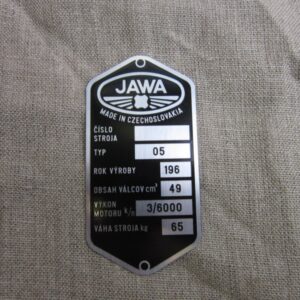 JAWA
MADE IN CZECHOSLOVAKIA
ČÍSLO
STROJA
TYP 05
ROK VÝROBY 196
OBSAH VÁLCOV cm³ 49
VÝKON
MOTORU k/n 3/6000
VÁHA STROJA kg 65